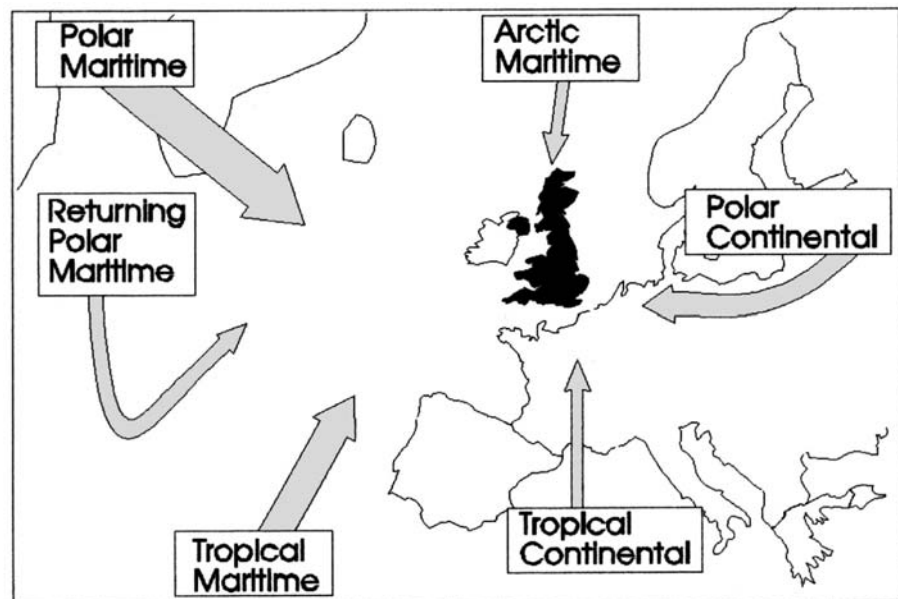 Polar
Maritime
Arctic
Maritime
Returning
Polar
Maritime
Polar
Continental
Tropical
Maritime
Tropical
Continental